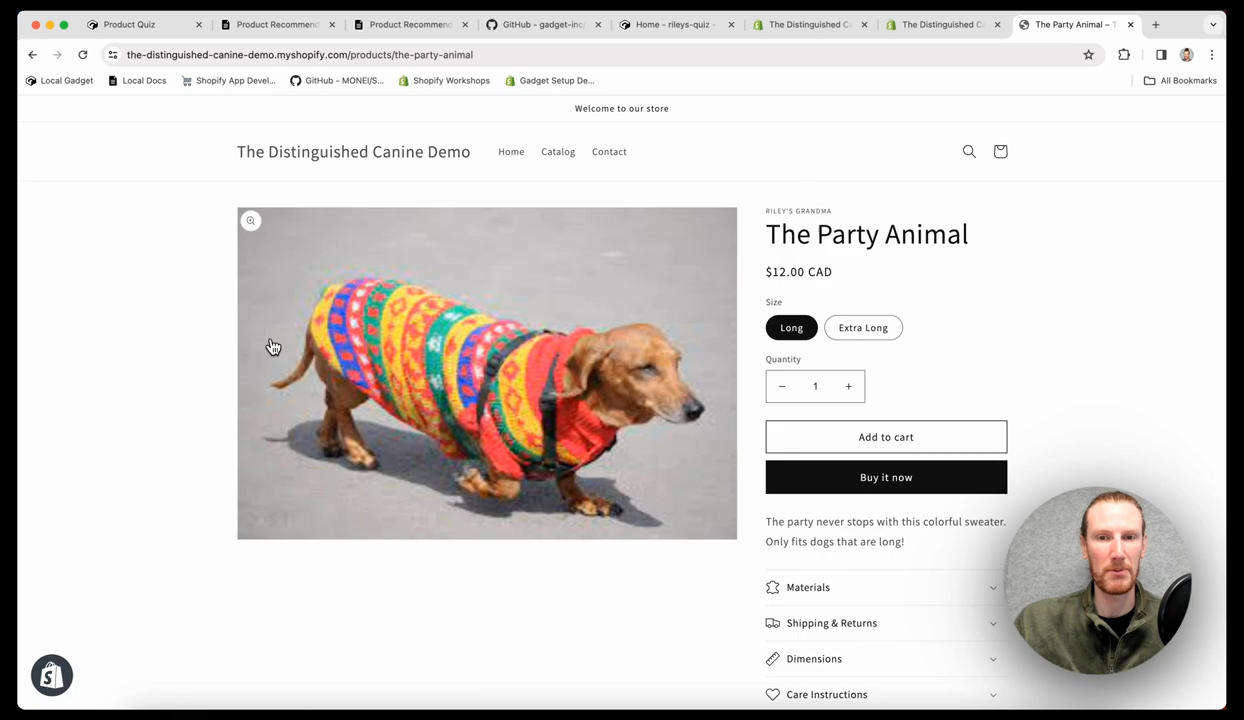 Product Quiz
Product Recommend
Product Recommend
GitHub - gadget-inc/
Home - rileys-quiz -
The Distinguished C
The Distinguished C
The Party Animal – T
the-distinguished-canine-demo.myshopify.com/products/the-party-animal
Local Gadget
Local Docs
Shopify App Devel...
GitHub - MONEI/S...
Shopify Workshops
Gadget Setup De...
All Bookmarks
Welcome to our store
The Distinguished Canine Demo
Home
Catalog
Contact
RILEY'S GRANDMA
The Party Animal
$12.00 CAD
Size
Long
Extra Long
Quantity
1
Add to cart
Buy it now
The party never stops with this colorful sweater.
Only fits dogs that are long!
Materials
Shipping & Returns
Dimensions
Care Instructions